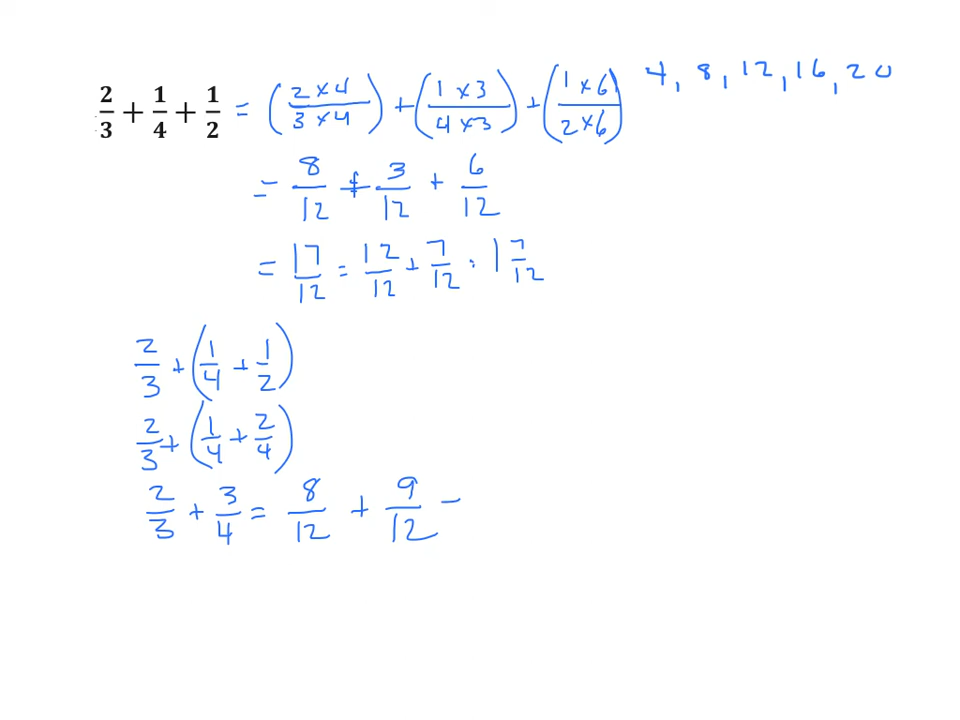 2/3 + 1/4 + 1/2 = (2 × 4 / 3 × 4) + (1 × 3 / 4 × 3) + (1 × 6 / 2 × 6) 4, 8, 12, 16, 20
= 8/12 + 3/12 + 6/12
= 17/12 = 12/12 + 7/12 = 1 7/12
2/3 + (1/4 + 1/2)
2/3 + (1/4 + 2/4)
2/3 + 3/4 = 8/12 + 9/12 -